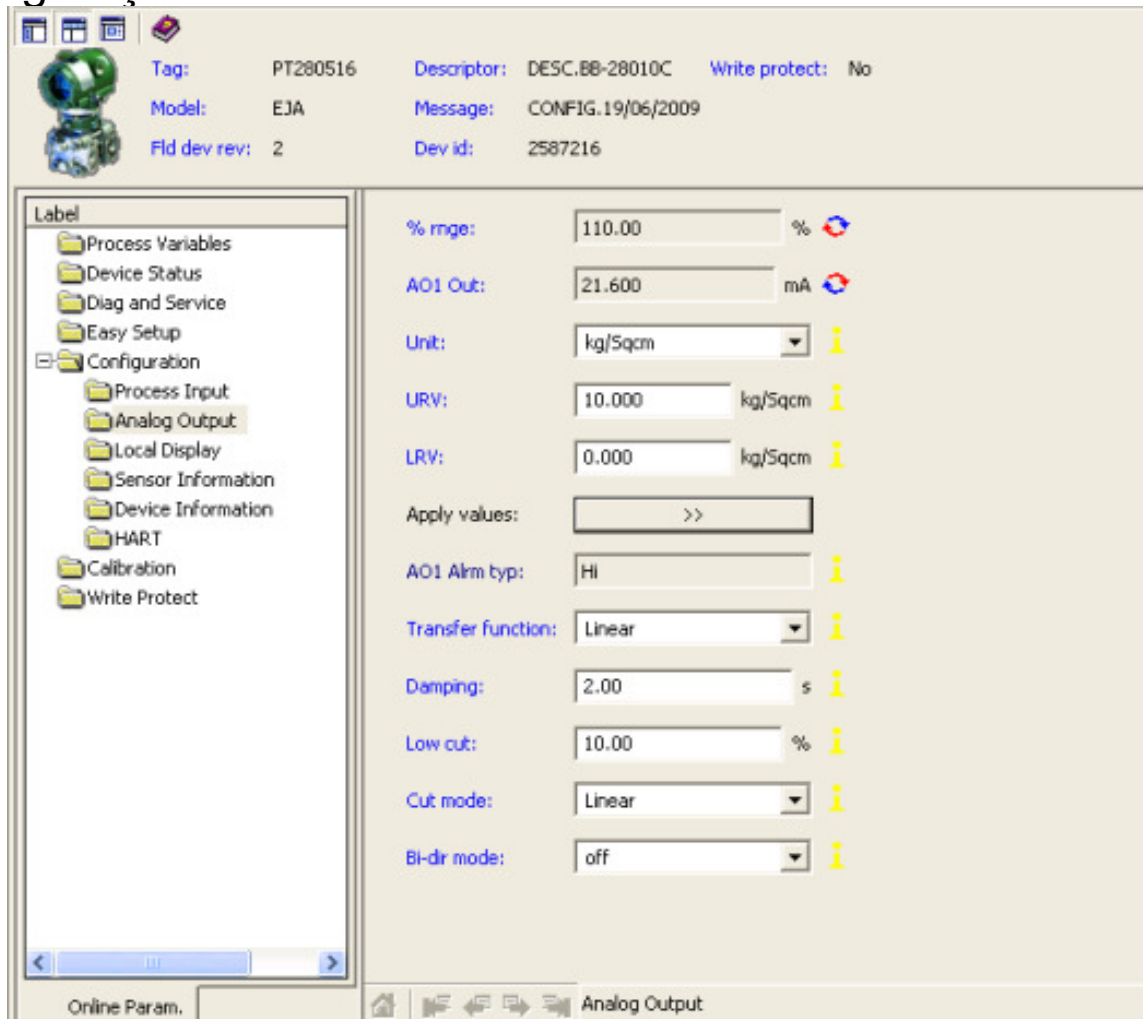 Tag: PT280516 Descriptor: DESC.BB-28010C Write protect: No
Model: EJA Message: CONFIG.19/06/2009
Fld dev rev: 2 Dev id: 2587216
Label
Process Variables
Device Status
Diag and Service
Easy Setup
Configuration
Process Input
Analog Output
Local Display
Sensor Information
Device Information
HART
Calibration
Write Protect
Online Param.
% rnge: 110.00 %
AO1 Out: 21.600 mA
Unit: kg/Sqcm
URV: 10.000 kg/Sqcm
LRV: 0.000 kg/Sqcm
Apply values: >>
AO1 Alrm typ: Hi
Transfer function: Linear
Damping: 2.00 s
Low cut: 10.00 %
Cut mode: Linear
Bi-dir mode: off
Analog Output